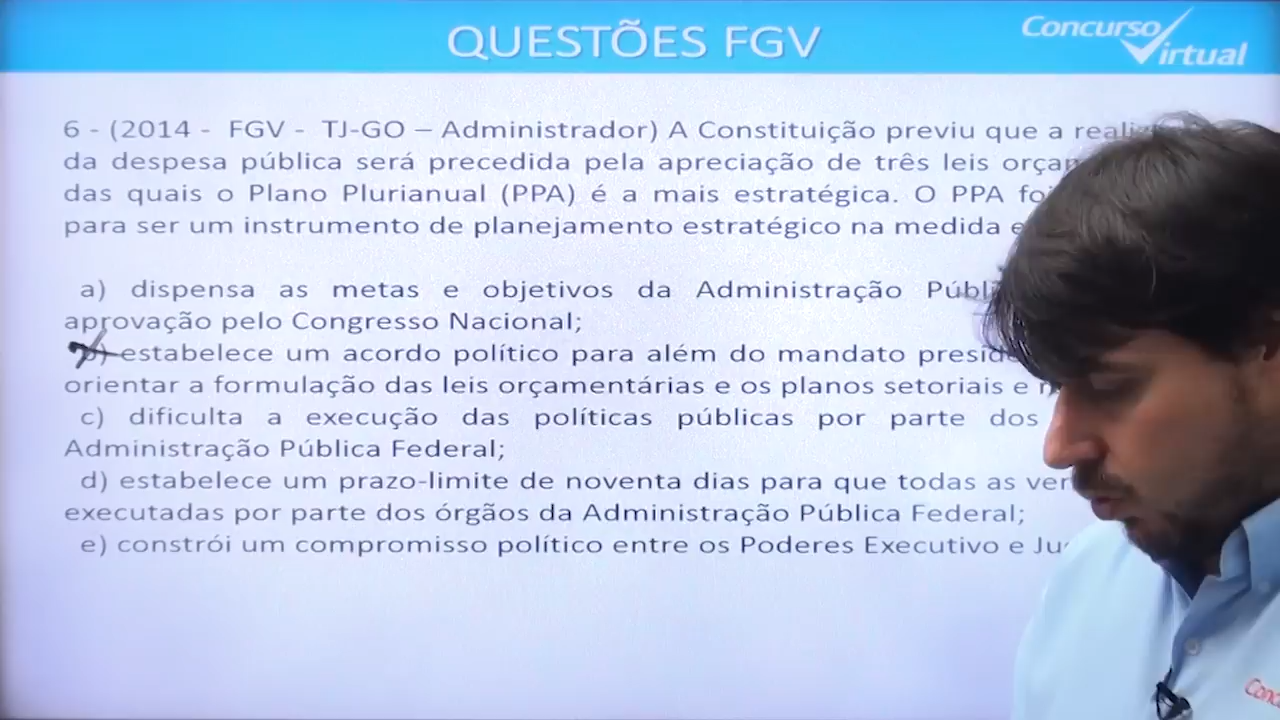 QUESTÕES FGV
Concurso
Virtual
6 - (2014 - FGV - TJ-GO – Administrador) A Constituição previu que a
da despesa pública será precedida pela apreciação de três leis
das quais o Plano Plurianual (PPA) é a mais estratégica. O PPA foi
para ser um instrumento de planejamento estratégico na medida
a) dispensa as metas e objetivos da Administração
aprovação pelo Congresso Nacional;
b) estabelece um acordo político para além do mandato
orientar a formulação das leis orçamentárias e os planos setoriais e
c) dificulta a execução das políticas públicas por parte dos
Administração Pública Federal;
d) estabelece um prazo-limite de noventa dias para que todas as
executadas por parte dos órgãos da Administração Pública Federal;
e) constrói um compromisso político entre os Poderes Executivo e